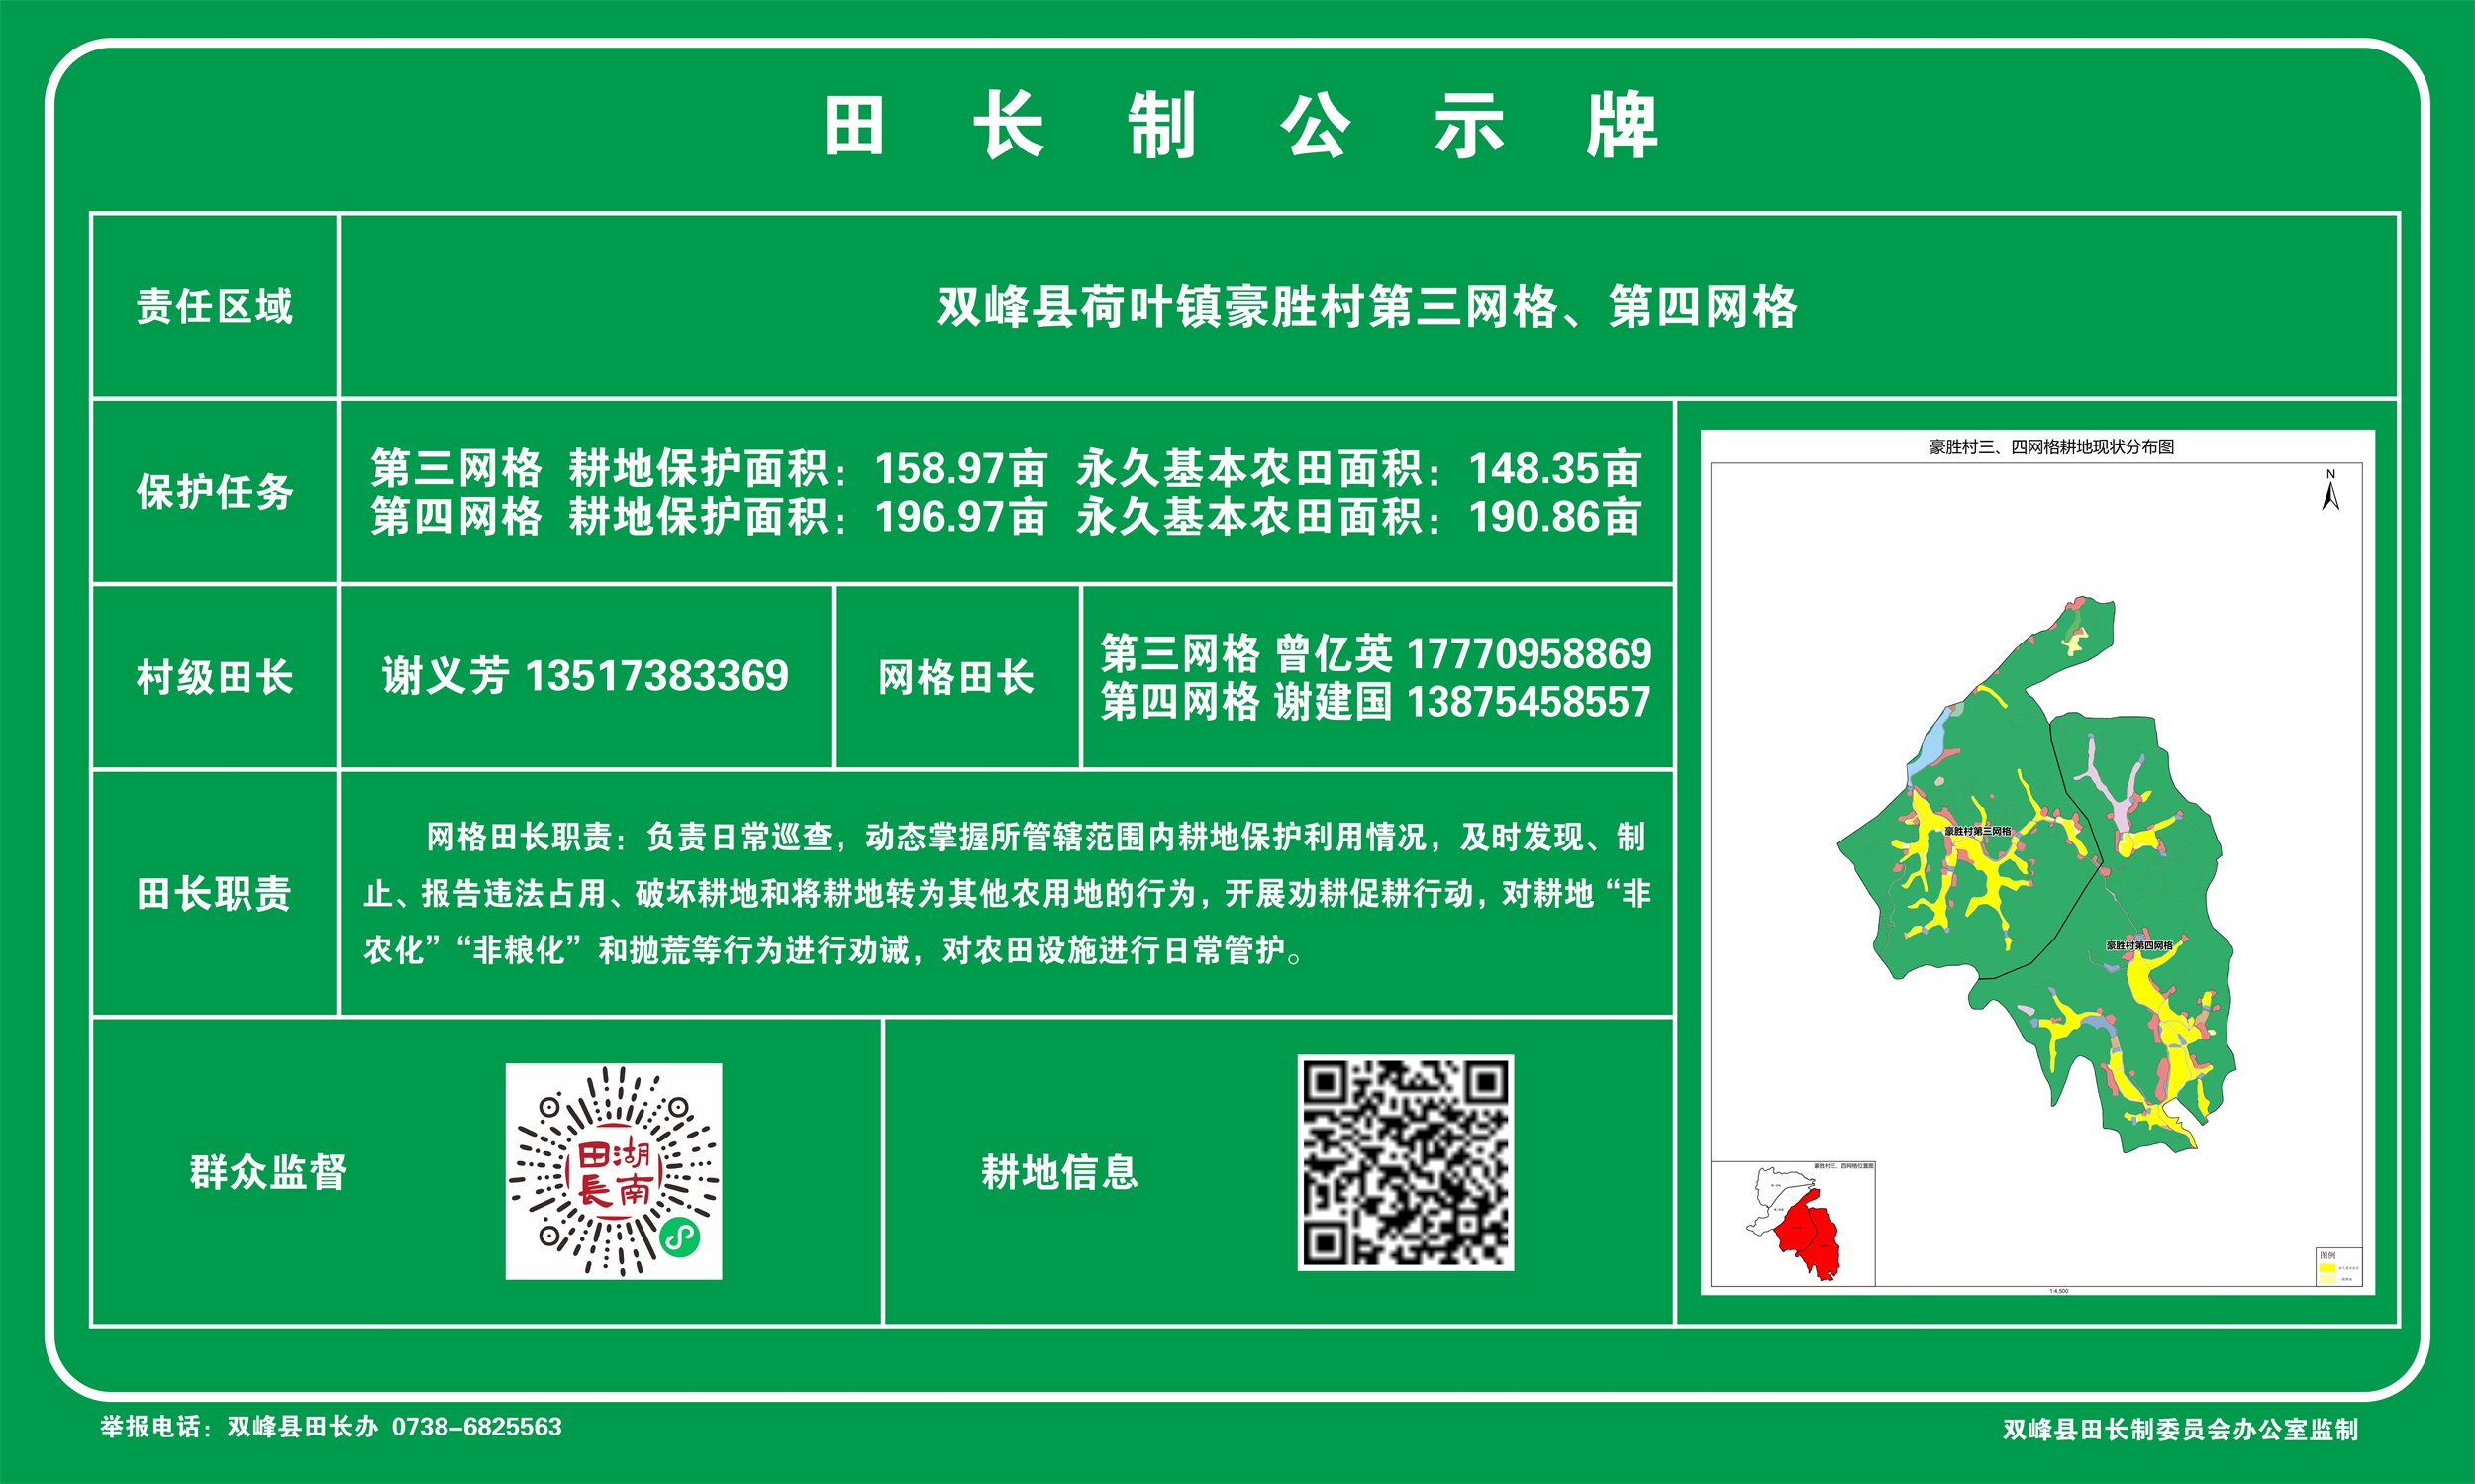 田长制公示牌
责任区域
双峰县荷叶镇豪胜村第三网格、第四网格
保护任务
第三网格 耕地保护面积：158.97亩 永久基本农田面积：148.35亩
第四网格 耕地保护面积：196.97亩 永久基本农田面积：190.86亩
村级田长
谢义芳 13517383369
网格田长
第三网格 曾亿英 17770958869
第四网格 谢建国 13875458557
田长职责
网格田长职责：负责日常巡查，动态掌握所管辖范围内耕地保护利用情况，及时发现、制
止、报告违法占用、破坏耕地和将耕地转为其他农用地的行为，开展劝耕促耕行动，对耕地“非
农化”“非粮化”和抛荒等行为进行劝诫，对农田设施进行日常管护。
群众监督
湖南田長
耕地信息
豪胜村三、四网格耕地现状分布图
N
豪胜村第三网格
豪胜村第四网格
豪胜村三、四网格位置图
图例
1:4,500
举报电话：双峰县田长办 0738-6825563
双峰县田长制委员会办公室监制